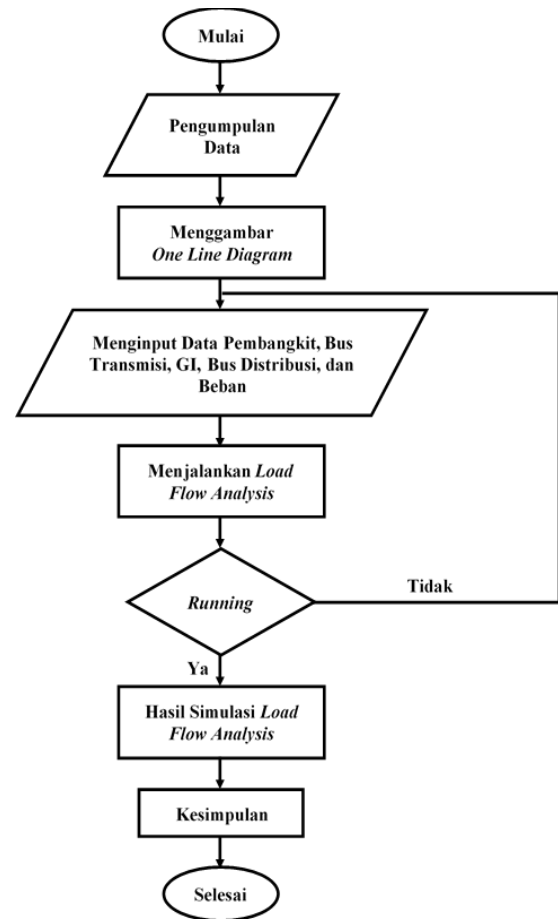 Mulai
Pengumpulan
Data
Menggambar
One Line Diagram
Menginput Data Pembangkit, Bus
Transmisi, GI, Bus Distribusi, dan
Beban
Menjalankan Load
Flow Analysis
Running
Tidak
Ya
Hasil Simulasi Load
Flow Analysis
Kesimpulan
Selesai